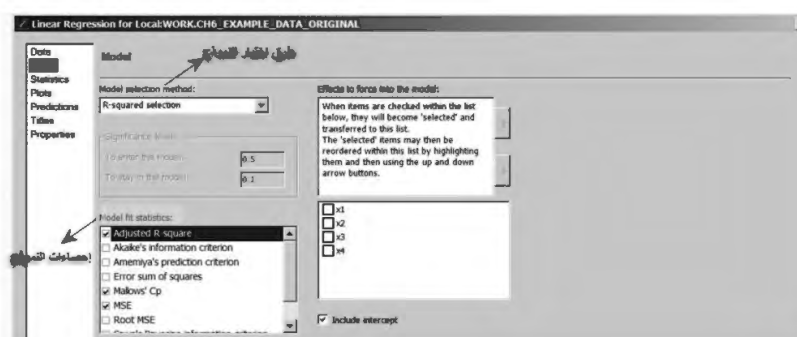 Linear Regression for Local:WORK.CH6_EXAMPLE_DATA_ORIGINAL
Data
Statistics
Plots
Predictions
Titles
Properties
Model
طرق اختيار النموذج
Model selection method:
R-squared selection
Significance levels
To enter the model:
0.5
To stay in the model:
0.1
Model fit statistics:
Adjusted R-square
Akaike's information criterion
Amemiya's prediction criterion
Error sum of squares
Mallows' Cp
MSE
Root MSE
إحصاءات النموذج
Effects to force into the model:
When items are checked within the list
below, they will become 'selected' and
transferred to this list.
The 'selected' items may then be
reordered within this list by highlighting
them and then using the up and down
arrow buttons.
x1
x2
x3
x4
Include intercept